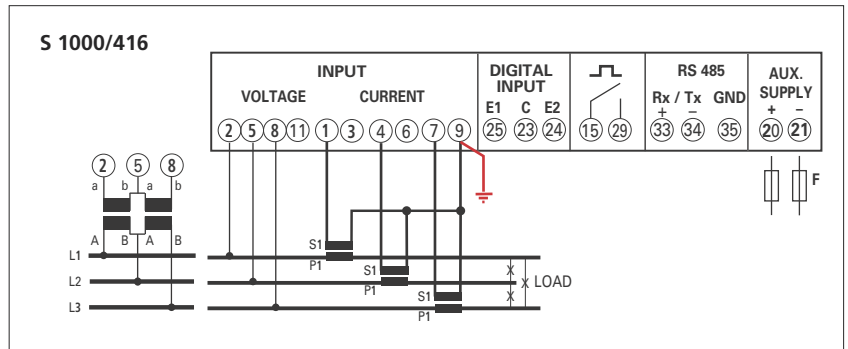 S 1000/416
INPUT
DIGITAL INPUT
RS 485
AUX. SUPPLY
VOLTAGE CURRENT
E1 C E2
Rx / Tx GND
+ −
+ −
2 5 8 11 1 3 4 6 7 9 25 23 24 15 29 33 34 35 20 21
2 5 8
a b a b
F
A B A B
L1
L2
L3
S1
P1
S1
P1
S1
P1
X
X
X
LOAD